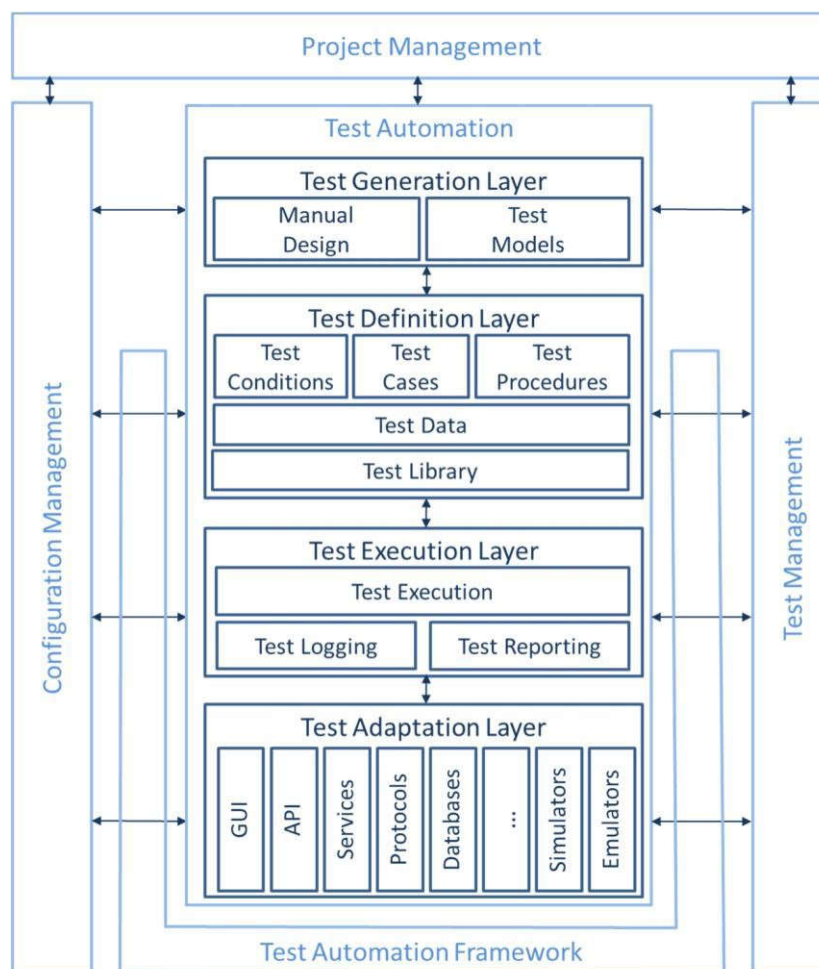 Project Management
Test Automation
Test Generation Layer
Manual
Design
Test
Models
Test Definition Layer
Test
Conditions
Test
Cases
Test
Procedures
Test Data
Test Library
Test Execution Layer
Test Execution
Test Logging
Test Reporting
Test Adaptation Layer
GUI
API
Services
Protocols
Databases
...
Simulators
Emulators
Configuration Management
Test Management
Test Automation Framework